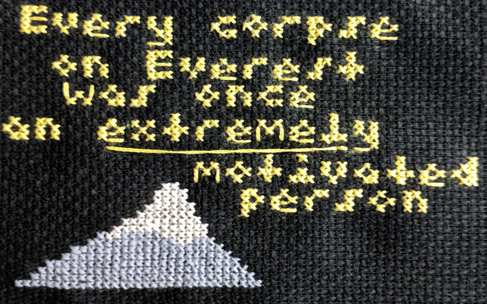 Every corpse
on Everest
was once
an extremely
motivated
person